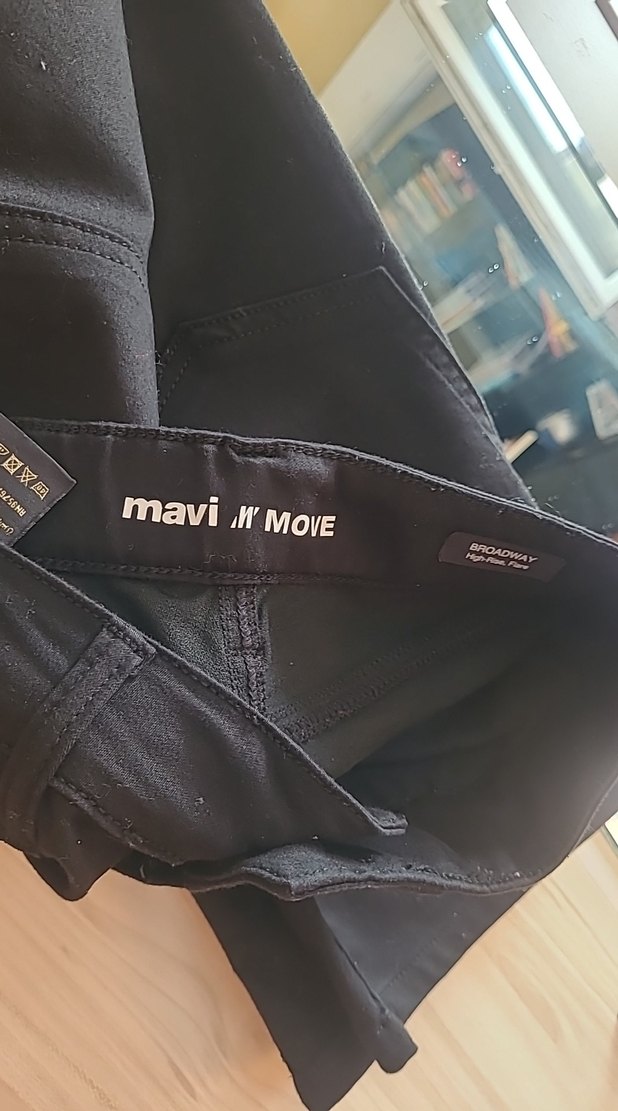 mavi M' MOVE
BROADWAY
High-Rise, Flare